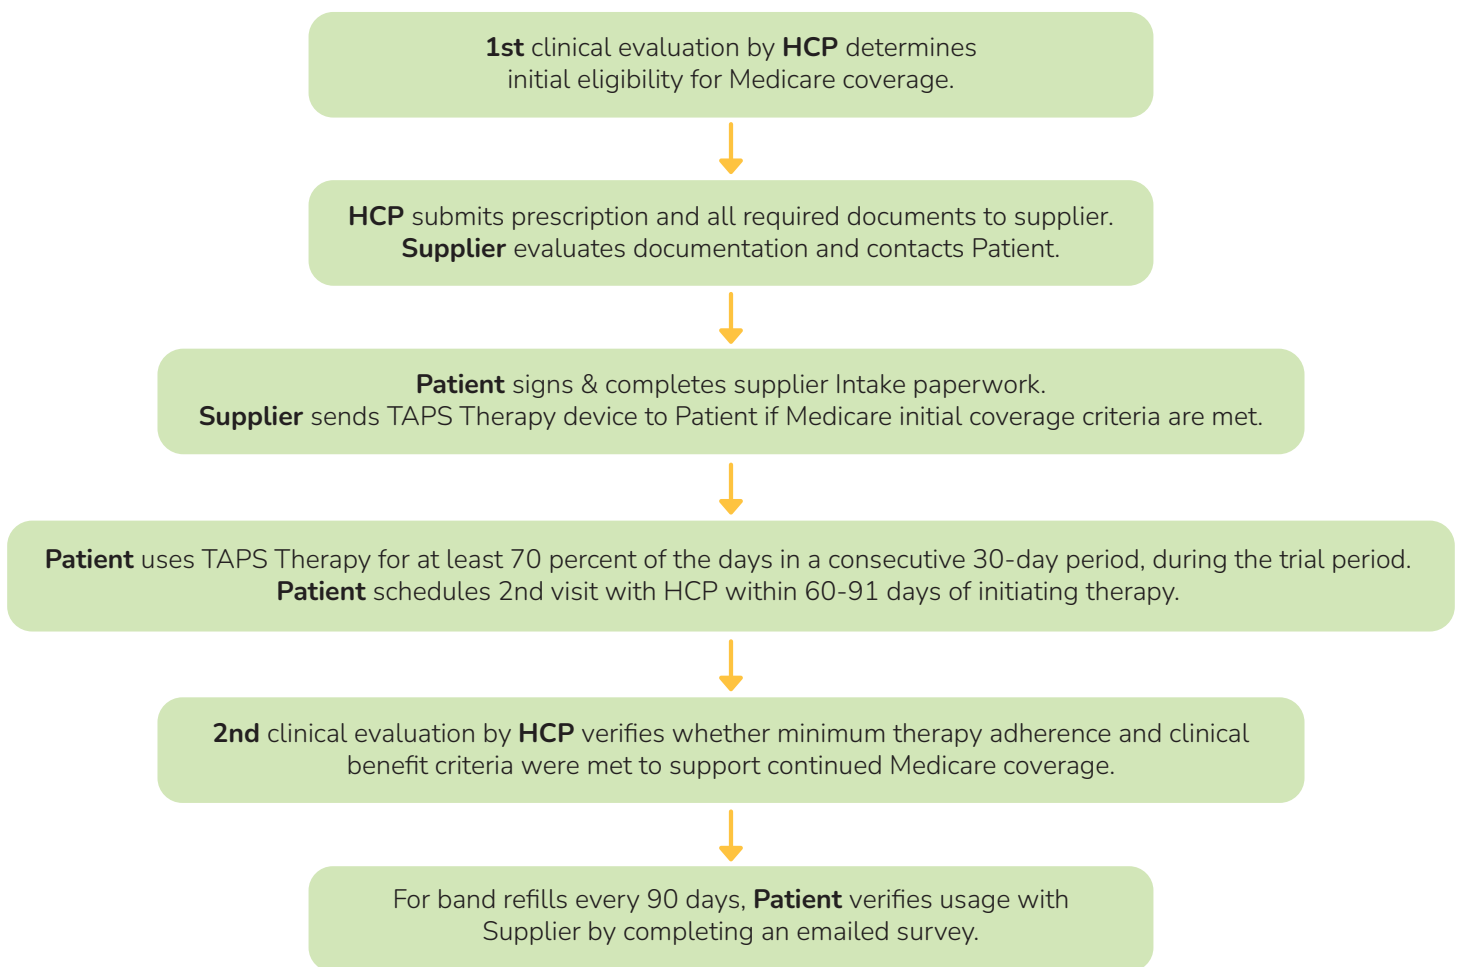 1st clinical evaluation by HCP determines
initial eligibility for Medicare coverage.
HCP submits prescription and all required documents to supplier.
Supplier evaluates documentation and contacts Patient.
Patient signs & completes supplier Intake paperwork.
Supplier sends TAPS Therapy device to Patient if Medicare initial coverage criteria are met.
Patient uses TAPS Therapy for at least 70 percent of the days in a consecutive 30-day period, during the trial period.
Patient schedules 2nd visit with HCP within 60-91 days of initiating therapy.
2nd clinical evaluation by HCP verifies whether minimum therapy adherence and clinical
benefit criteria were met to support continued Medicare coverage.
For band refills every 90 days, Patient verifies usage with
Supplier by completing an emailed survey.